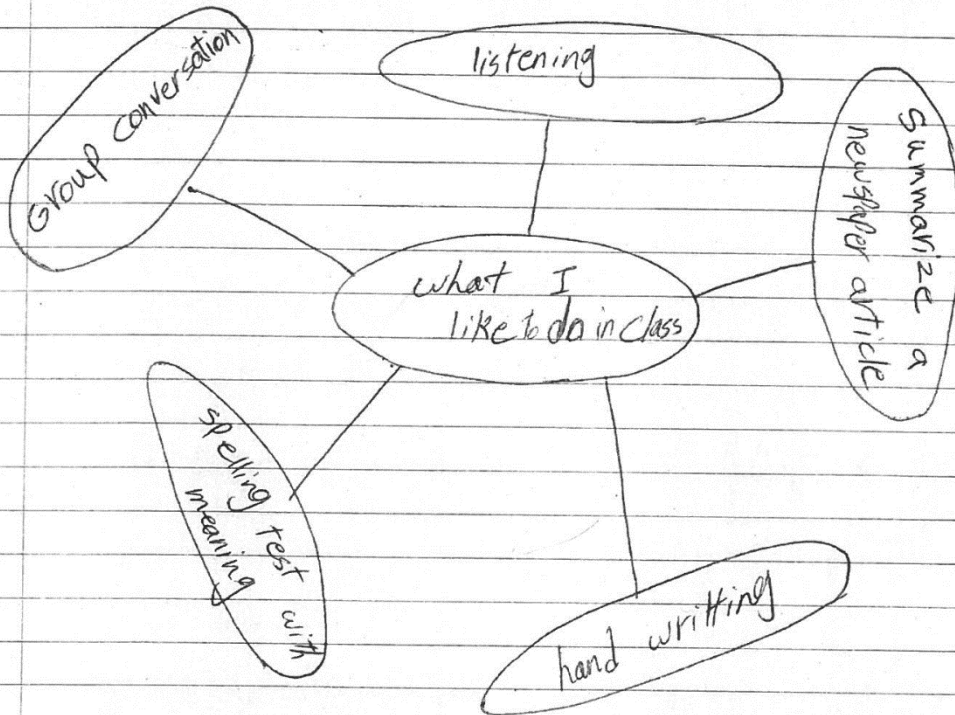 Group conversation
listening
Summarize a
newspaper article
what I
like to do in class
spelling test with
meaning
hand writting